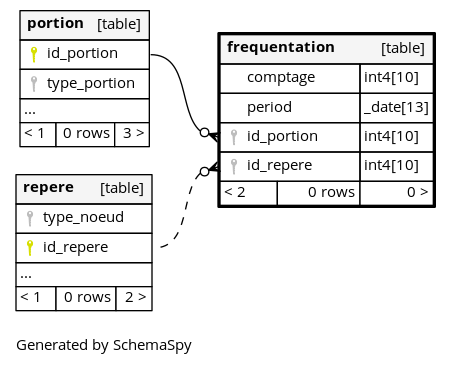 portion [table]
id_portion
type_portion
...
< 1 0 rows 3 >
frequentation [table]
comptage int4[10]
period _date[13]
id_portion int4[10]
id_repere int4[10]
< 2 0 rows 0 >
repere [table]
type_noeud
id_repere
...
< 1 0 rows 2 >
Generated by SchemaSpy